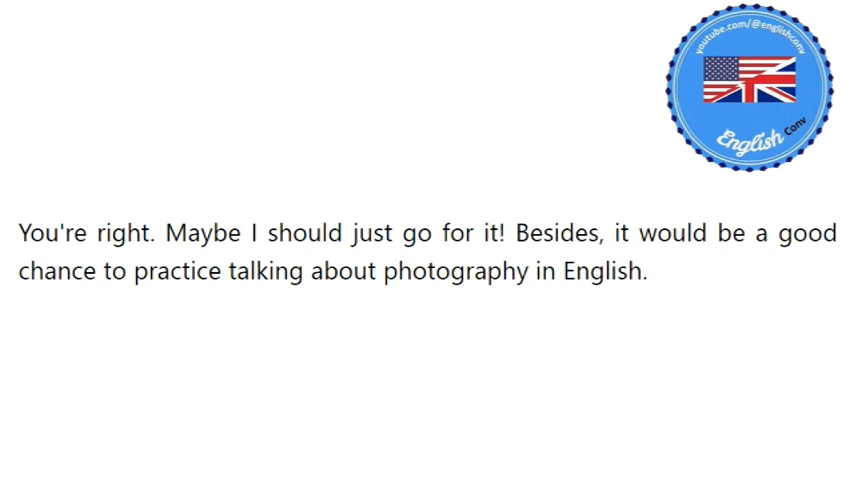 youtube.com/@englishconv
English Conv
You're right. Maybe I should just go for it! Besides, it would be a good
chance to practice talking about photography in English.